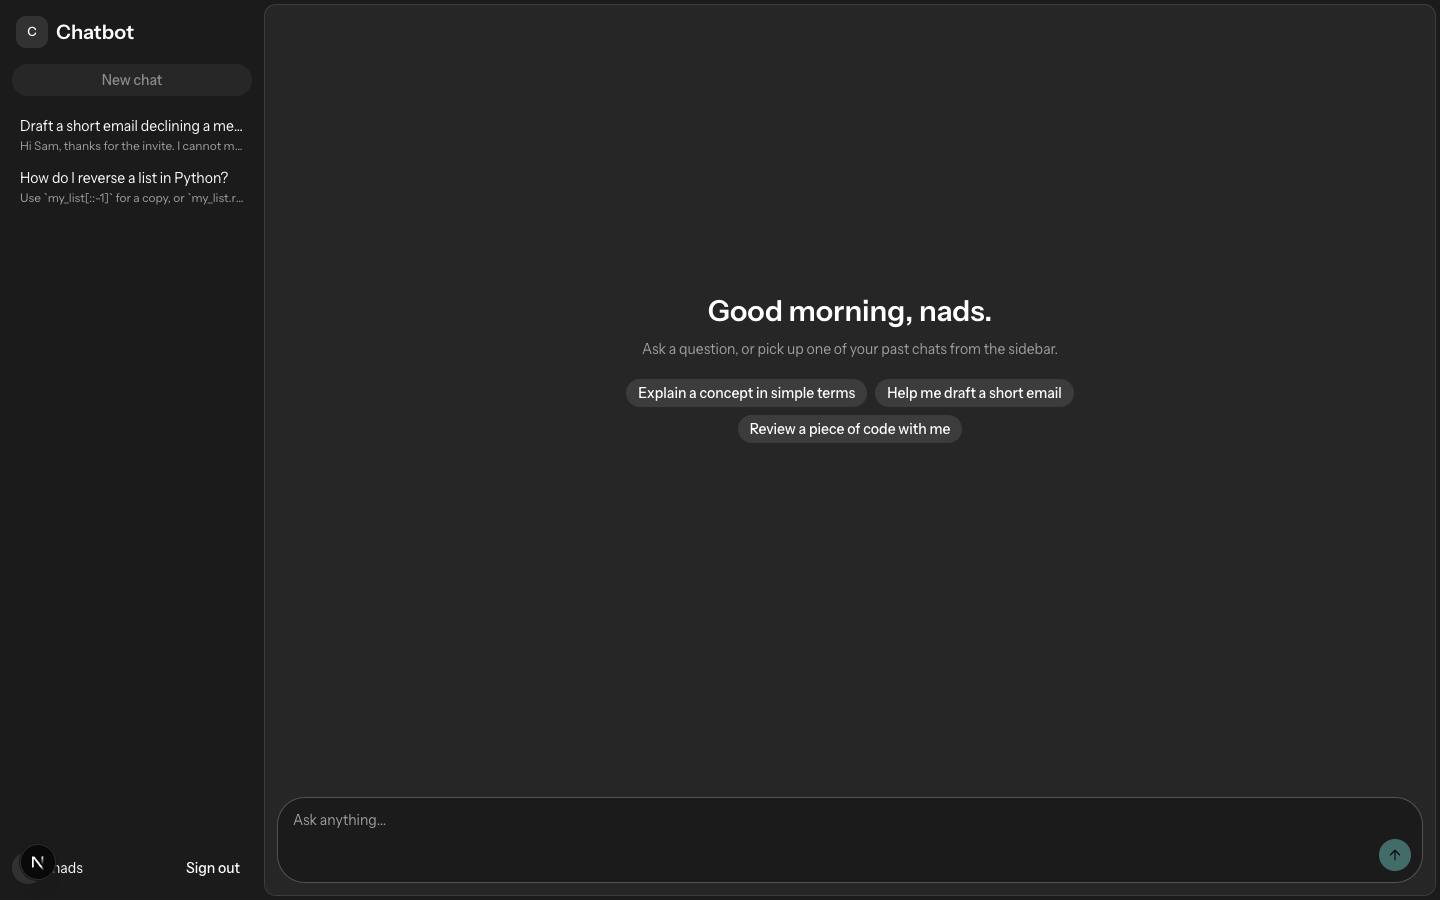 C
Chatbot
New chat
Draft a short email declining a me...
Hi Sam, thanks for the invite. I cannot m...
How do I reverse a list in Python?
Use `my_list[::-1]` for a copy, or `my_list.r...
N
nads
Sign out
Good morning, nads.
Ask a question, or pick up one of your past chats from the sidebar.
Explain a concept in simple terms
Help me draft a short email
Review a piece of code with me
Ask anything...